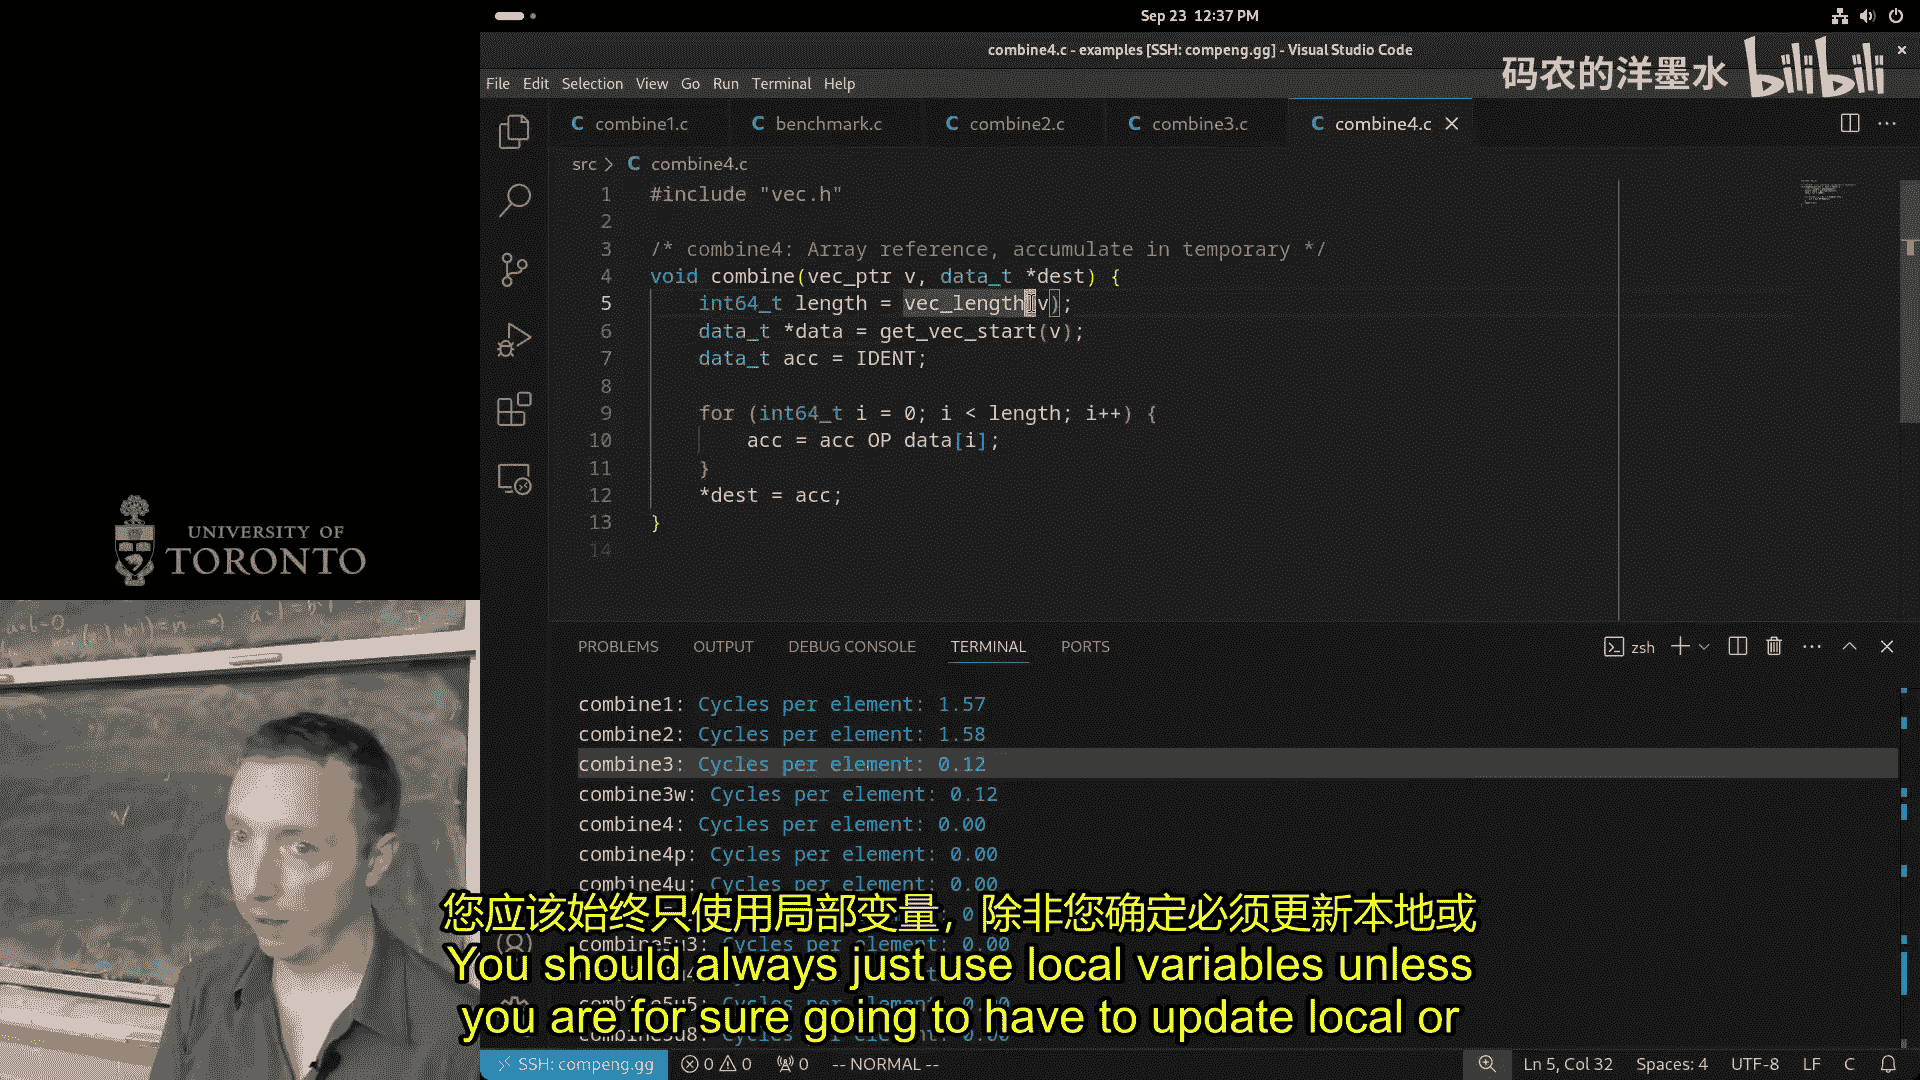 Sep 23 12:37 PM
combine4.c - examples [SSH: compeng.gg] - Visual Studio Code
码农的洋墨水 bilibili
File Edit Selection View Go Run Terminal Help
combine1.c benchmark.c combine2.c combine3.c combine4.c
src > combine4.c
1 #include "vec.h"
2
3 /* combine4: Array reference, accumulate in temporary */
4 void combine(vec_ptr v, data_t *dest) {
5 int64_t length = vec_length(v);
6 data_t *data = get_vec_start(v);
7 data_t acc = IDENT;
8
9 for (int64_t i = 0; i < length; i++) {
10 acc = acc OP data[i];
11 }
12 *dest = acc;
13 }
14
UNIVERSITY OF
TORONTO
PROBLEMS OUTPUT DEBUG CONSOLE TERMINAL PORTS
zsh
combine1: Cycles per element: 1.57
combine2: Cycles per element: 1.58
combine3: Cycles per element: 0.12
combine3w: Cycles per element: 0.12
combine4: Cycles per element: 0.00
combine4p: Cycles per element: 0.00
combine4u: Cycles per element: 0.00
您应该始终只使用局部变量，除非您确定必须更新本地或
You should always just use local variables unless
you are for sure going to have to update local or
SSH: compeng.gg 0 0 0 -- NORMAL -- Ln 5, Col 32 Spaces: 4 UTF-8 LF C